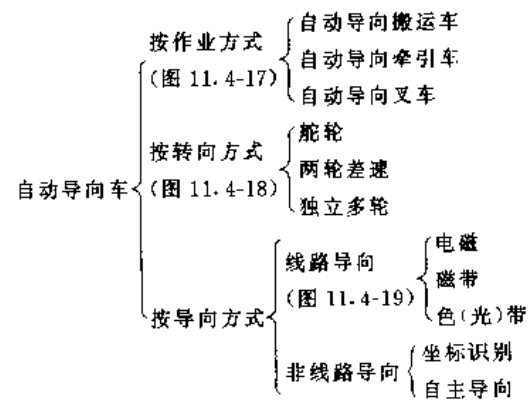 自动导向车
按作业方式
(图 11.4-17)
自动导向搬运车
自动导向牵引车
自动导向叉车
按转向方式
(图 11.4-18)
舵轮
两轮差速
独立多轮
按导向方式
线路导向
(图 11.4-19)
电磁
磁带
色(光)带
非线路导向
坐标识别
自主导向